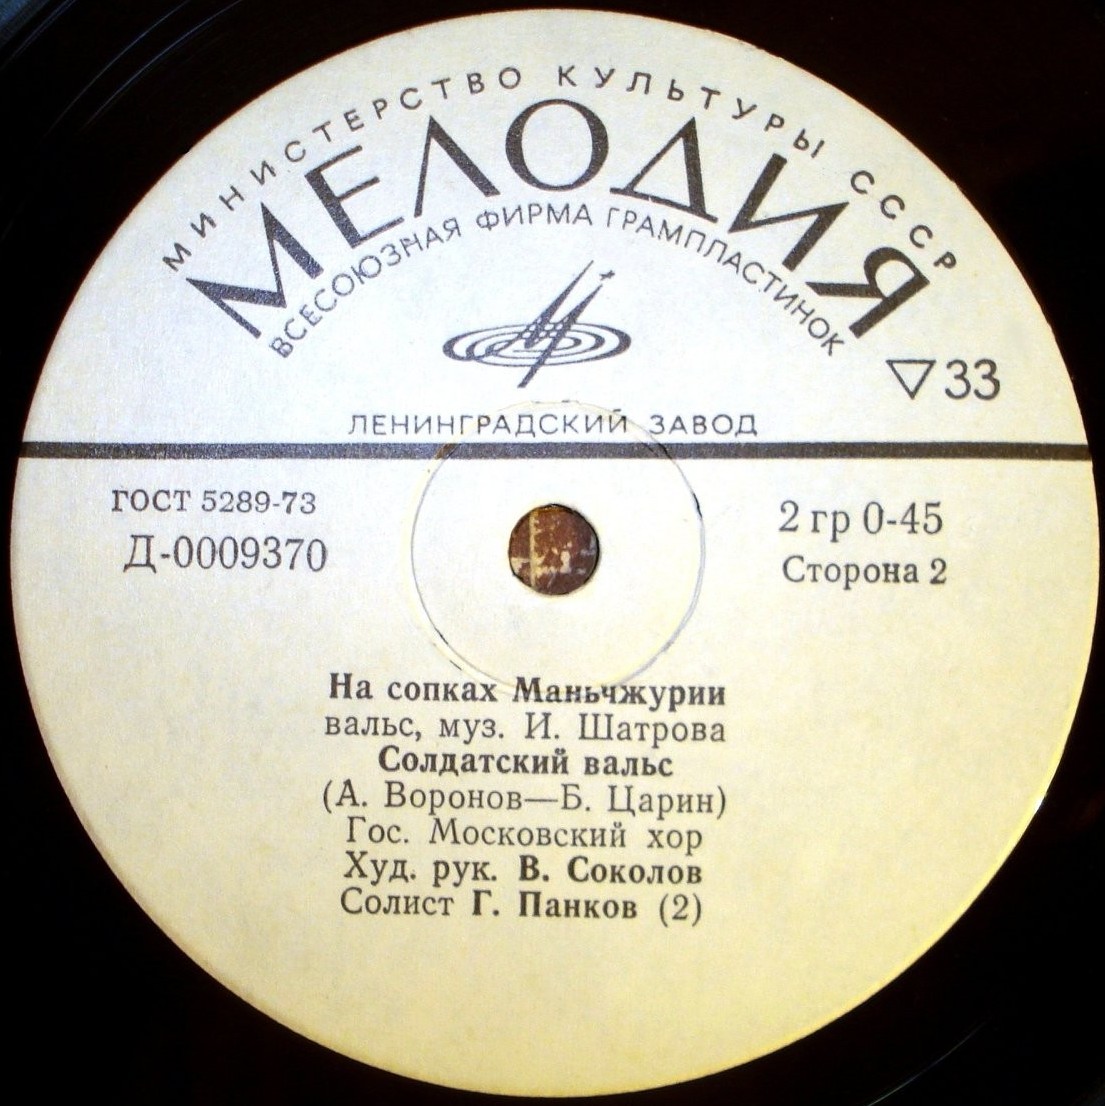 МИНИСТЕРСТВО КУЛЬТУРЫ СССР
МЕЛОДИЯ
ВСЕСОЮЗНАЯ ФИРМА ГРАМПЛАСТИНОК
▽33
ЛЕНИНГРАДСКИЙ ЗАВОД
ГОСТ 5289-73
Д-0009370
2 гр 0-45
Сторона 2
На сопках Маньчжурии
вальс, муз. И. Шатрова
Солдатский вальс
(А. Воронов—Б. Царин)
Гос. Московский хор
Худ. рук. В. Соколов
Солист Г. Панков (2)